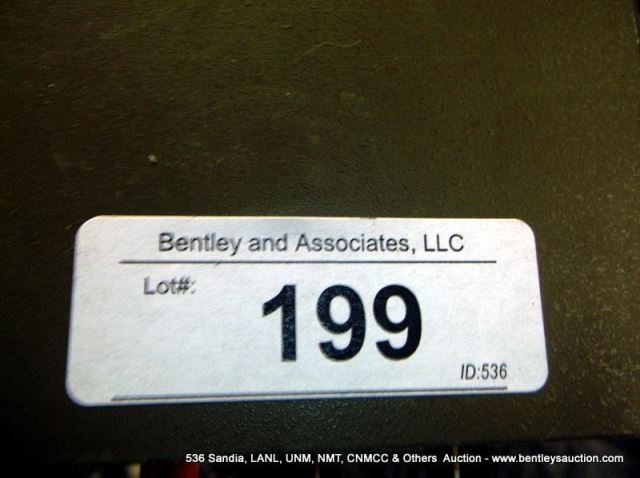 Bentley and Associates, LLC
Lot#:
199
ID:536
536 Sandia, LANL, UNM, NMT, CNMCC & Others Auction - www.bentleysauction.com